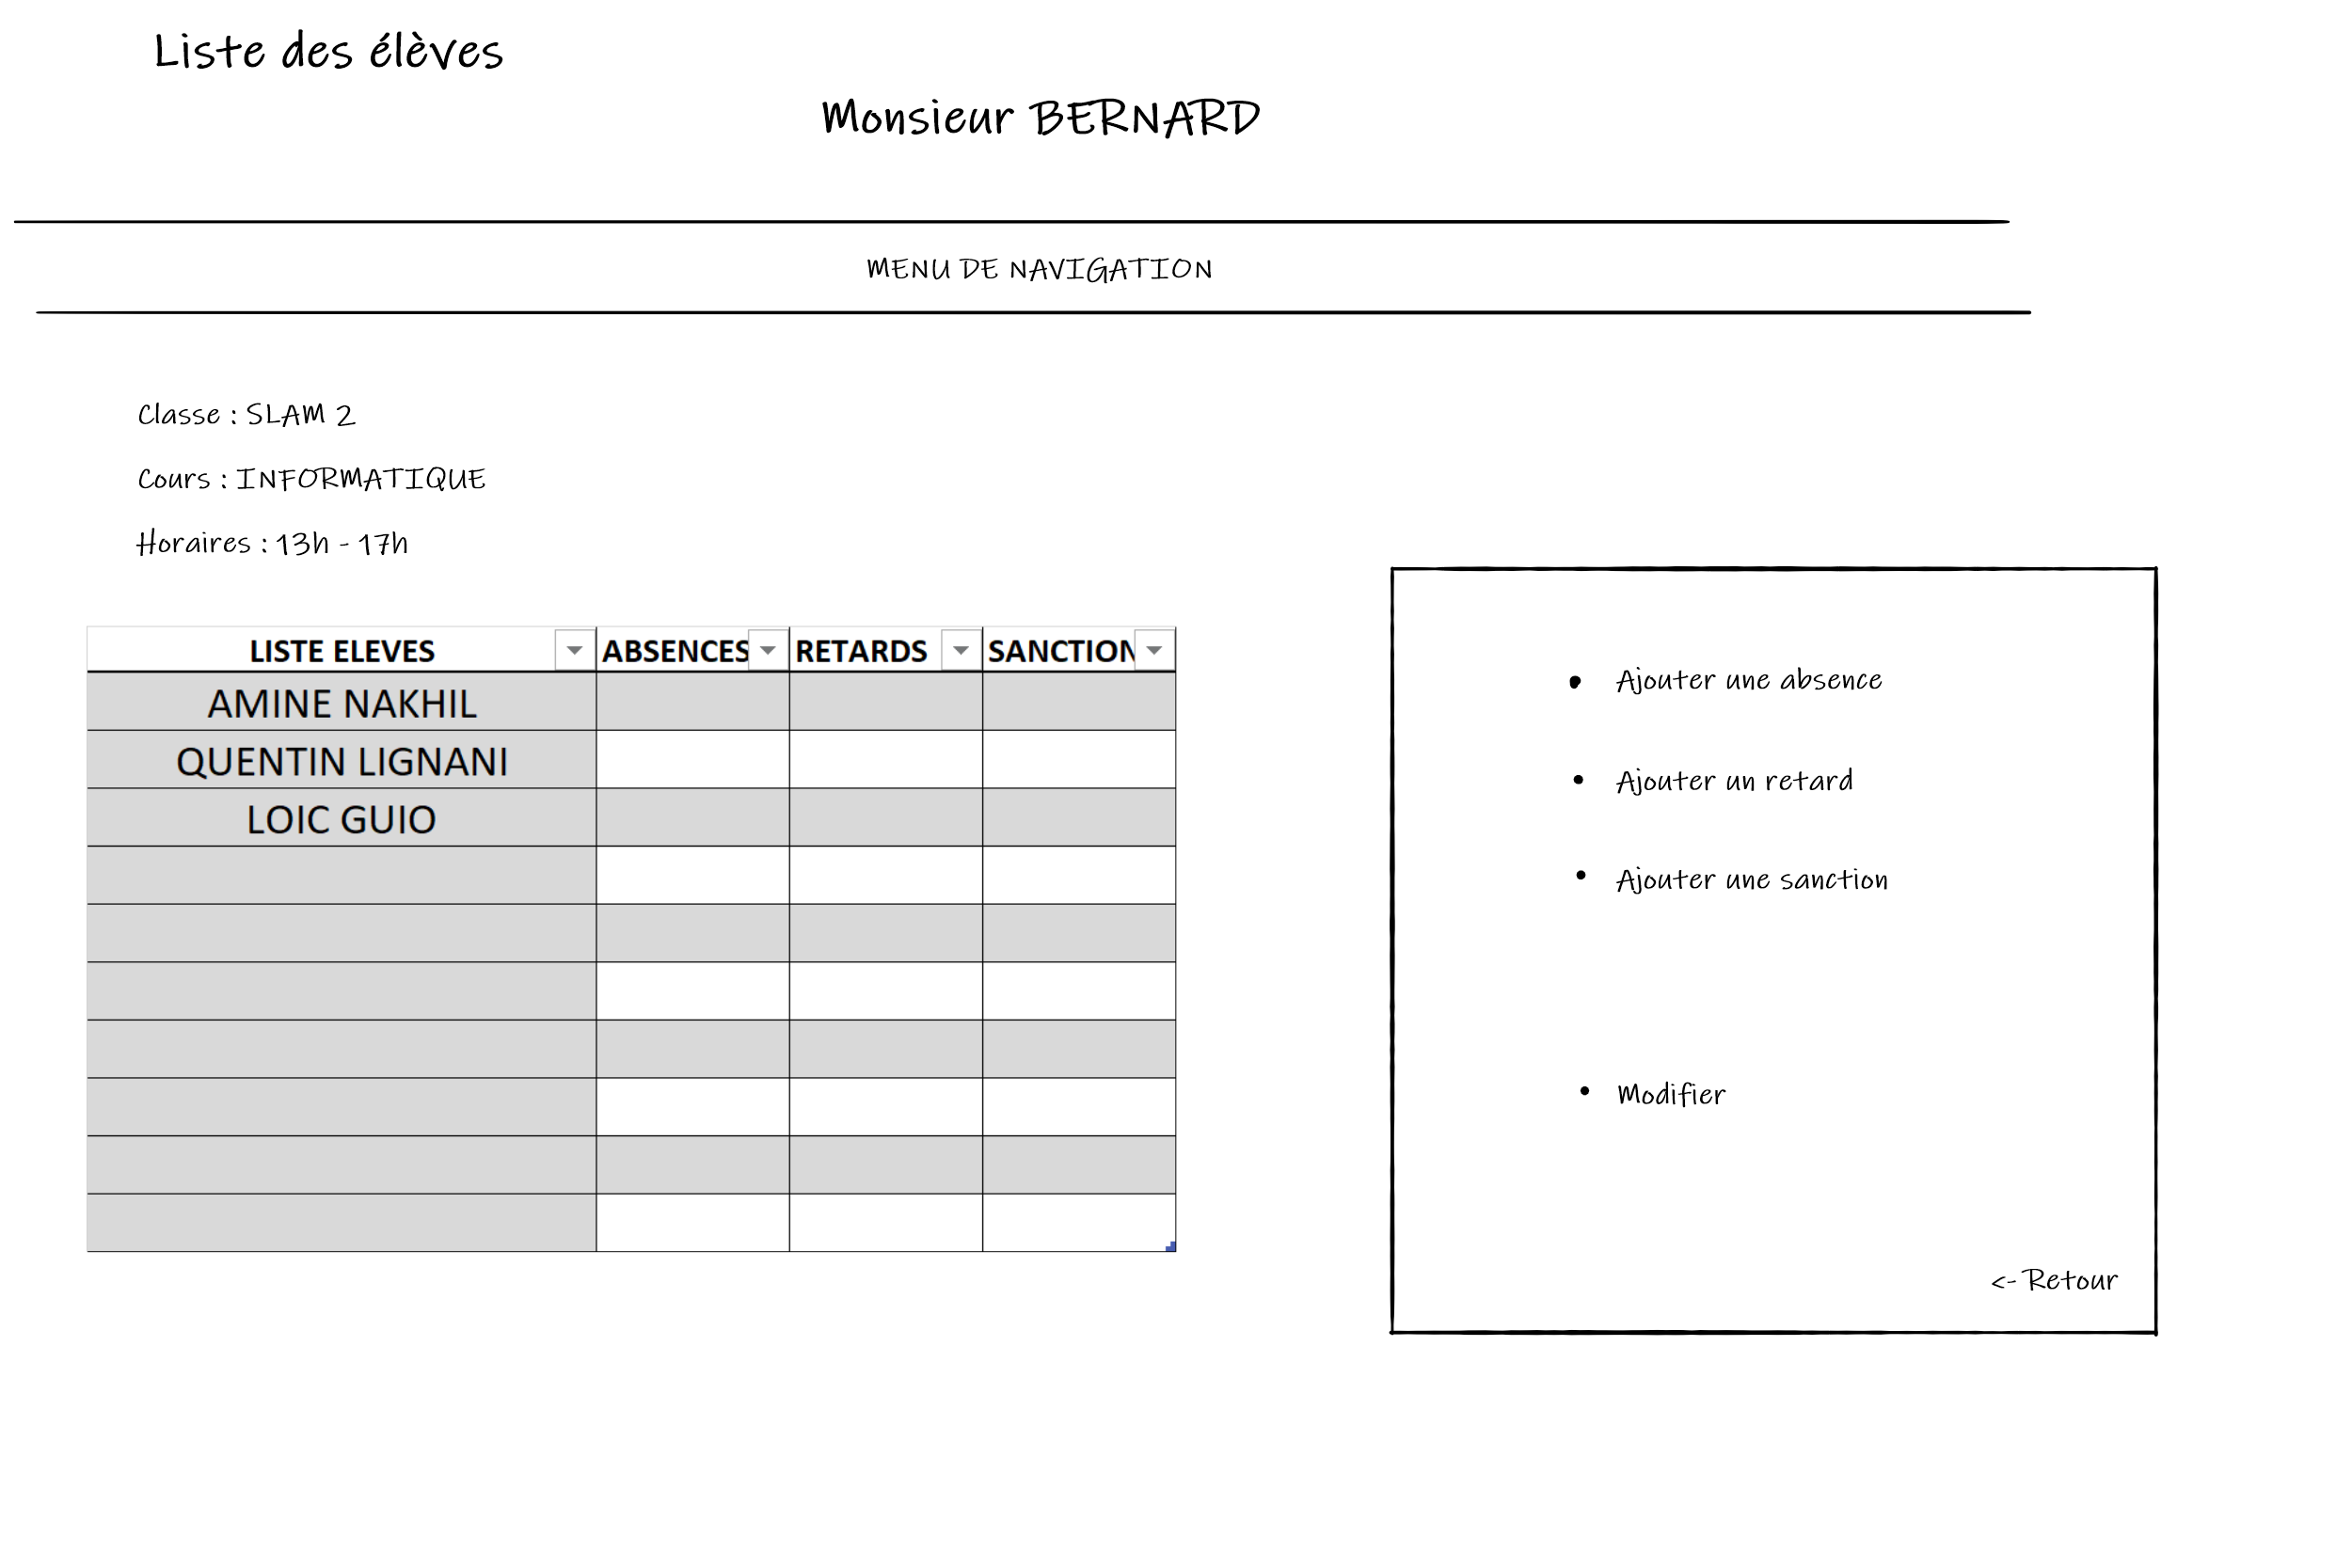 Liste des élèves
Monsieur BERNARD
MENU DE NAVIGATION
Classe : SLAM 2
Cours : INFORMATIQUE
Horaires : 13h - 17h
LISTE ELEVES ABSENCES RETARDS SANCTION
AMINE NAKHIL
QUENTIN LIGNANI
LOIC GUIO
• Ajouter une absence
• Ajouter un retard
• Ajouter une sanction
• Modifier
<- Retour